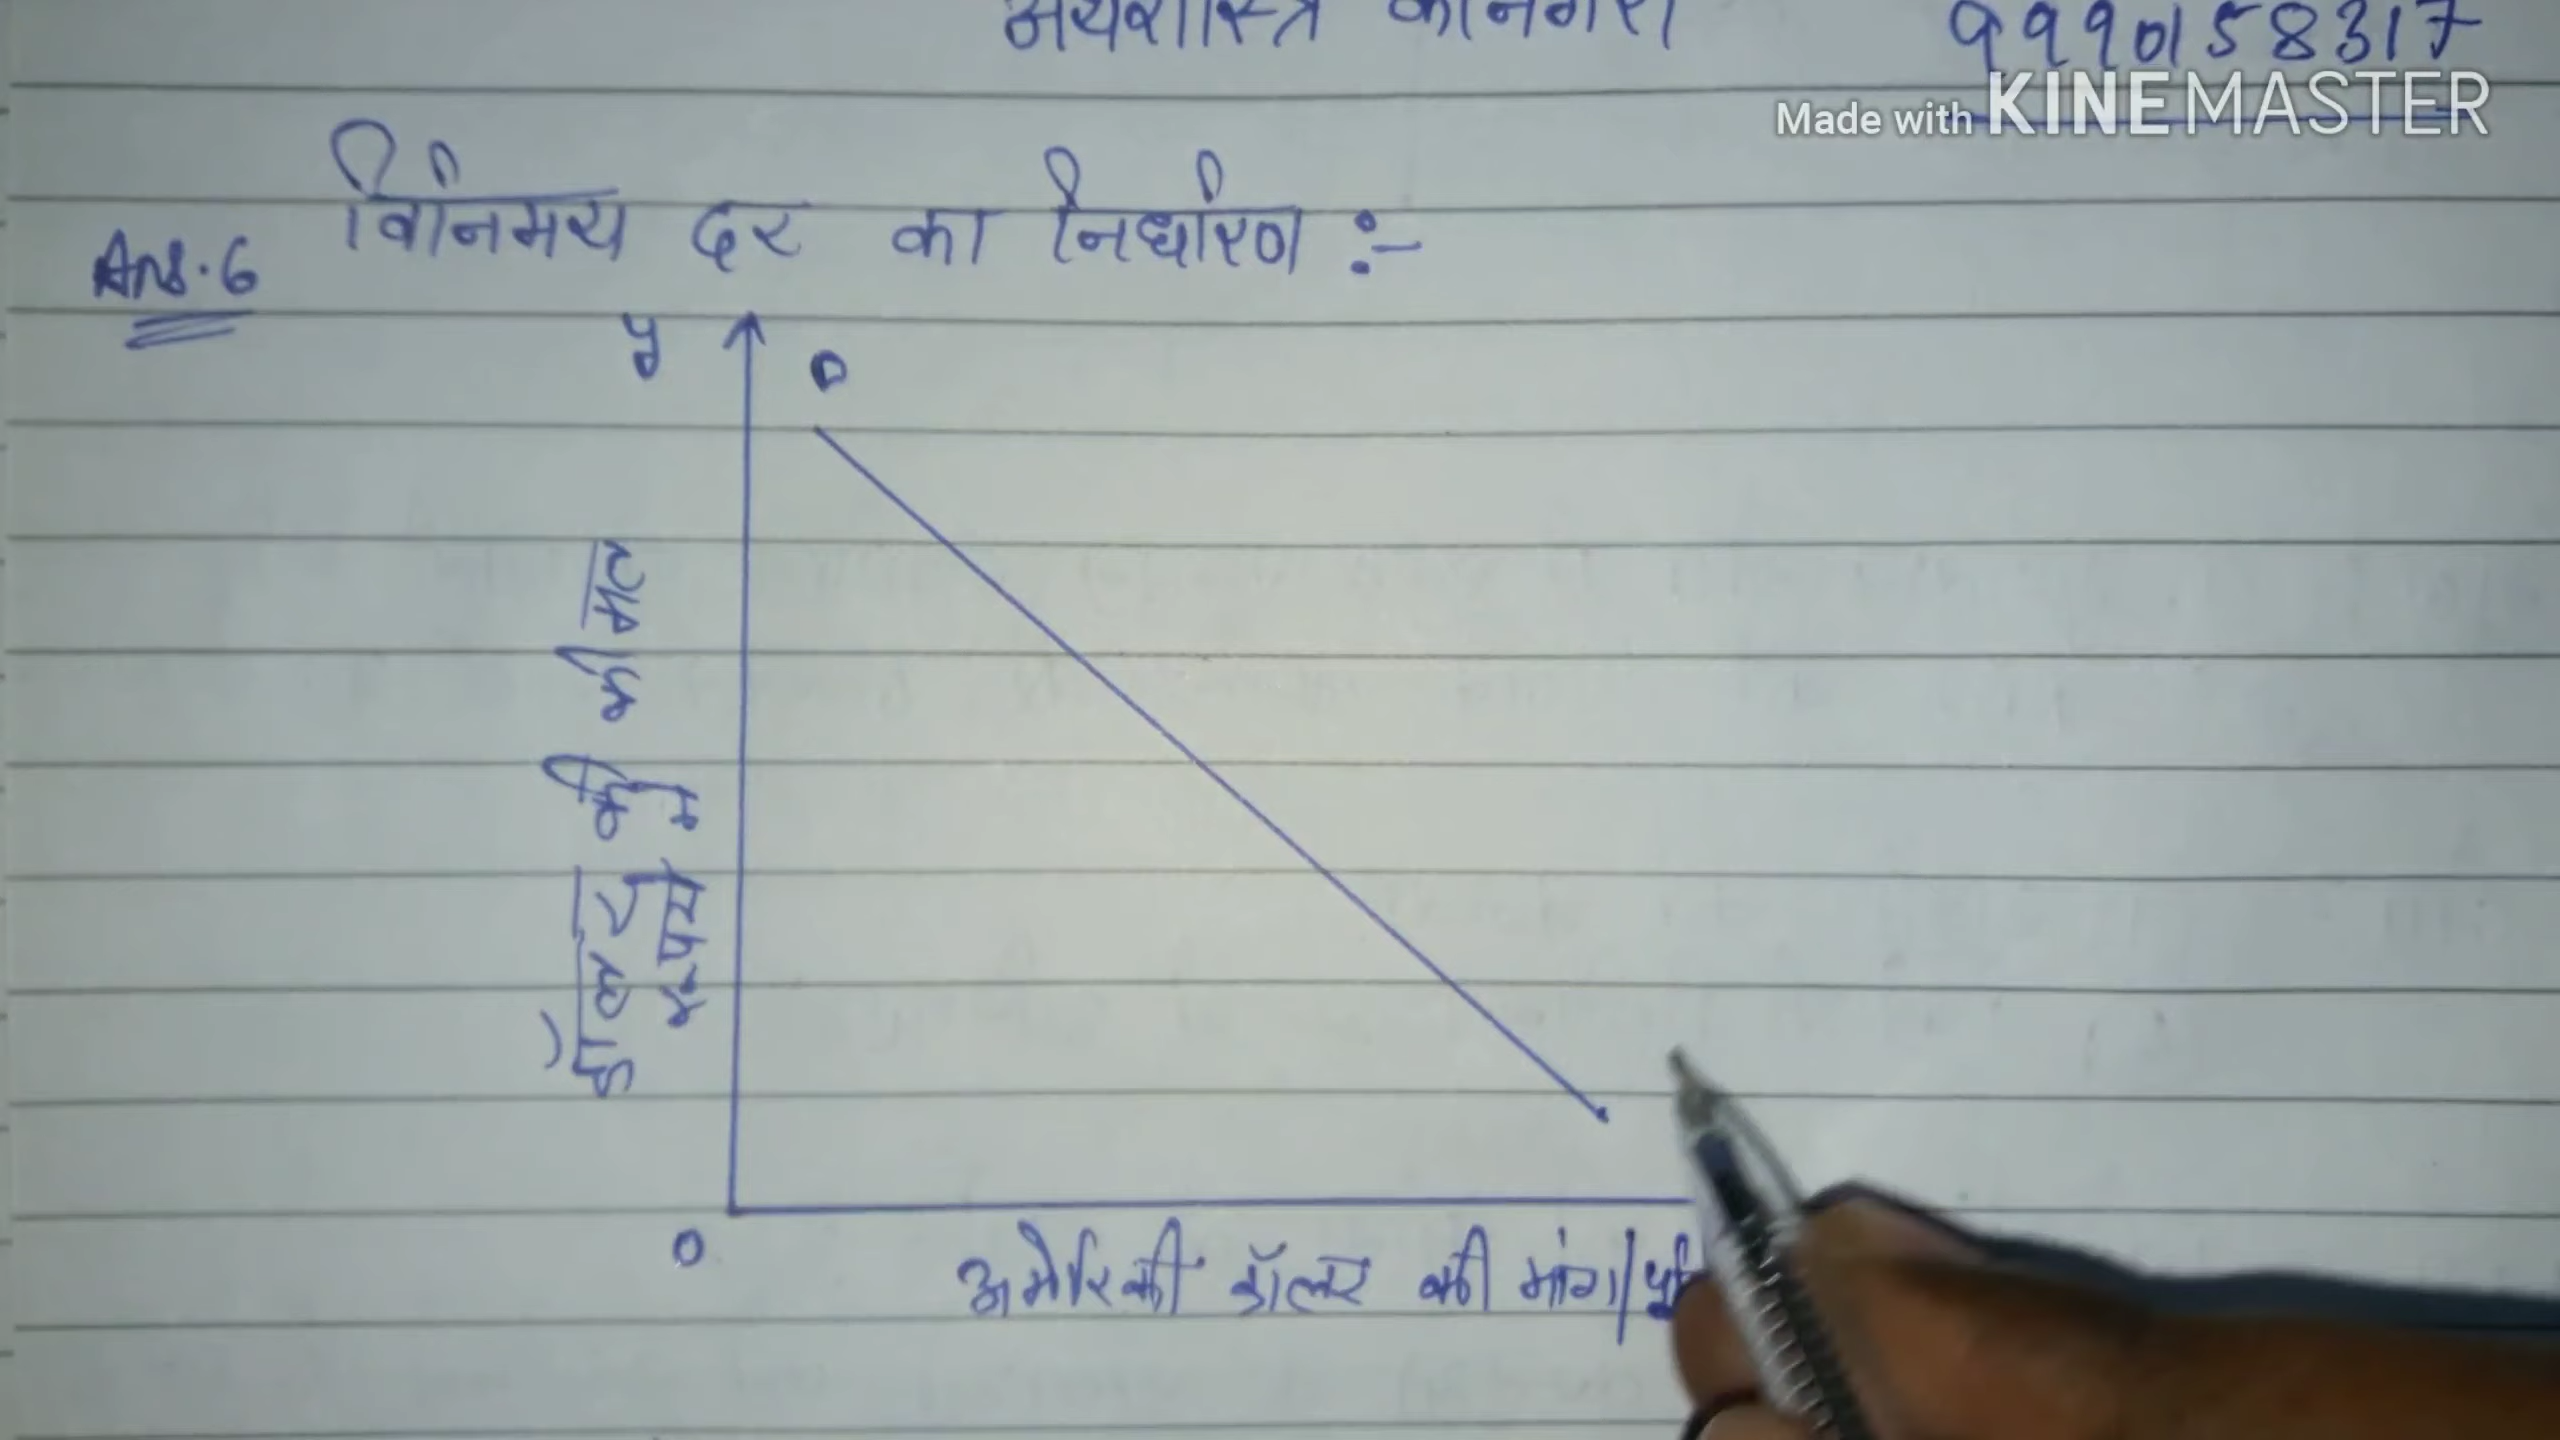 अर्थशास्त्र की नगरी
9990158317
Made with KINEMASTER
Ans.6
विनिमय दर का निर्धारण :-
y
D
डॉलर की कीमत
रुपये में
0
अमेरिकी डॉलर की मांग/